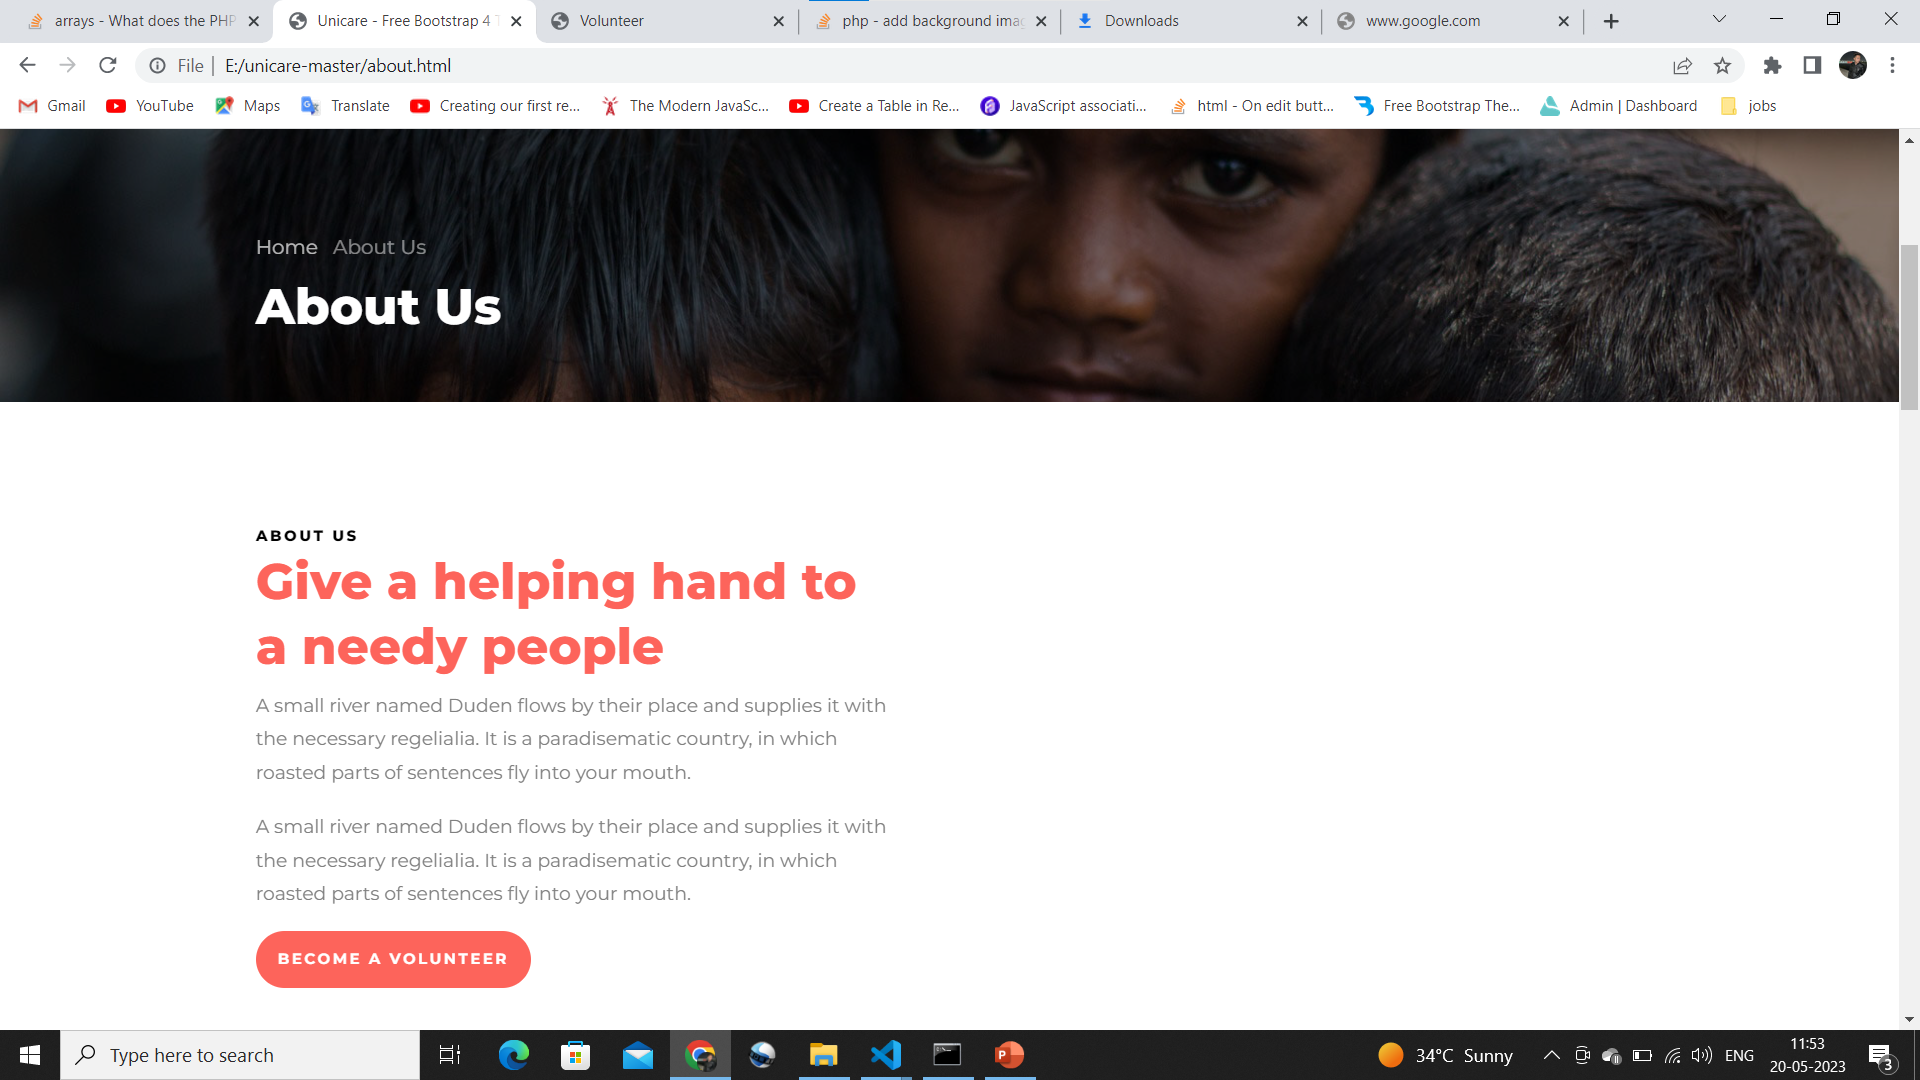 arrays - What does the PHP
Unicare - Free Bootstrap 4 T
Volunteer
php - add background imag
Downloads
www.google.com
File
E:/unicare-master/about.html
Gmail
YouTube
Maps
Translate
Creating our first re...
The Modern JavaSc...
Create a Table in Re...
JavaScript associati...
html - On edit butt...
Free Bootstrap The...
Admin | Dashboard
jobs
Home About Us
About Us
ABOUT US
Give a helping hand to
a needy people
A small river named Duden flows by their place and supplies it with
the necessary regelialia. It is a paradisematic country, in which
roasted parts of sentences fly into your mouth.
A small river named Duden flows by their place and supplies it with
the necessary regelialia. It is a paradisematic country, in which
roasted parts of sentences fly into your mouth.
BECOME A VOLUNTEER
Type here to search
34°C Sunny
ENG
11:53
20-05-2023
3